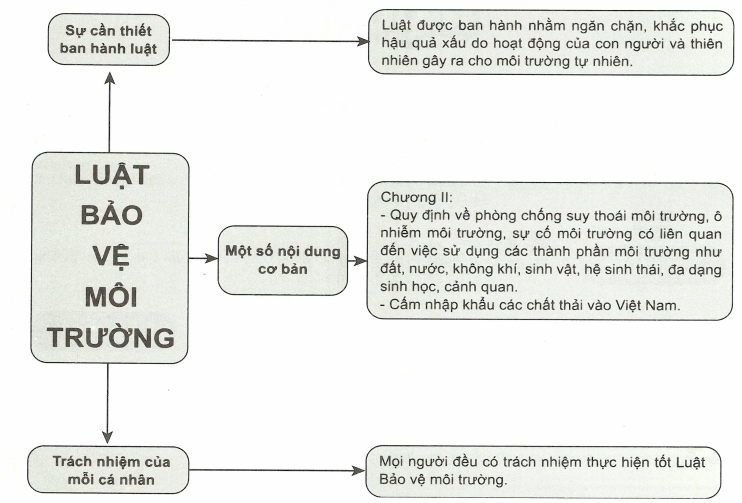 Sự cần thiết
ban hành luật
Luật được ban hành nhằm ngăn chặn, khắc phục
hậu quả xấu do hoạt động của con người và thiên
nhiên gây ra cho môi trường tự nhiên.
LUẬT
BẢO
VỆ
MÔI
TRƯỜNG
Một số nội dung
cơ bản
Chương II:
- Quy định về phòng chống suy thoái môi trường, ô
nhiễm môi trường, sự cố môi trường có liên quan
đến việc sử dụng các thành phần môi trường như
đất, nước, không khí, sinh vật, hệ sinh thái, đa dạng
sinh học, cảnh quan.
- Cấm nhập khẩu các chất thải vào Việt Nam.
Trách nhiệm của
mỗi cá nhân
Mọi người đều có trách nhiệm thực hiện tốt Luật
Bảo vệ môi trường.